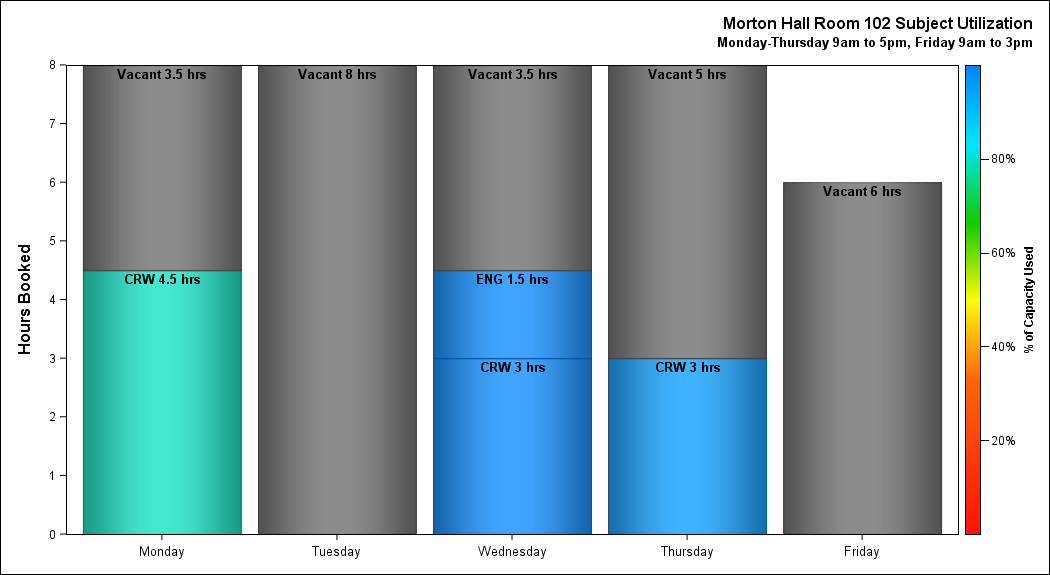 Morton Hall Room 102 Subject Utilization
Monday-Thursday 9am to 5pm, Friday 9am to 3pm
Hours Booked
8
7
6
5
4
3
2
1
0
Vacant 3.5 hrs
CRW 4.5 hrs
Vacant 8 hrs
Vacant 3.5 hrs
ENG 1.5 hrs
CRW 3 hrs
Vacant 5 hrs
CRW 3 hrs
Vacant 6 hrs
Monday
Tuesday
Wednesday
Thursday
Friday
80%
60%
40%
20%
% of Capacity Used